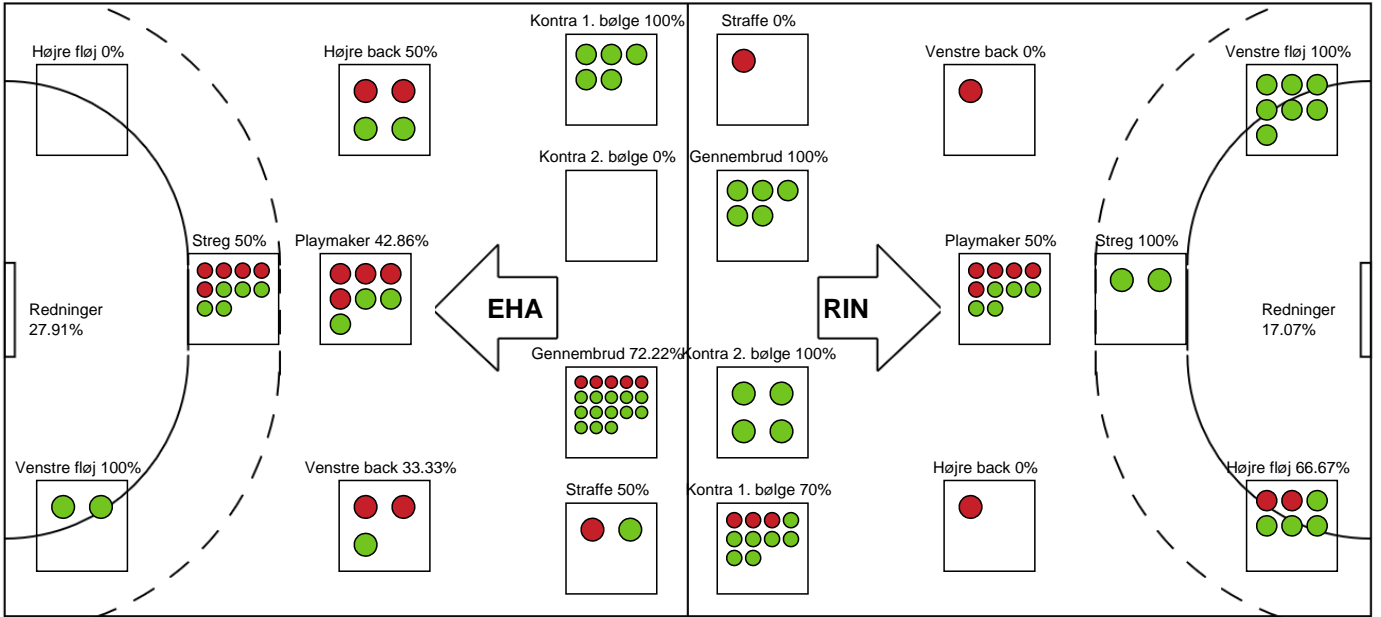 Kontra 1. bølge 100%
Straffe 0%
Højre fløj 0%
Højre back 50%
Venstre back 0%
Venstre fløj 100%
Kontra 2. bølge 0%
Gennembrud 100%
Streg 50%
Playmaker 42.86%
Playmaker 50%
Streg 100%
Redninger
27.91%
EHA
RIN
Redninger
17.07%
Gennembrud 72.22%
Kontra 2. bølge 100%
Venstre fløj 100%
Venstre back 33.33%
Straffe 50%
Kontra 1. bølge 70%
Højre back 0%
Højre fløj 66.67%